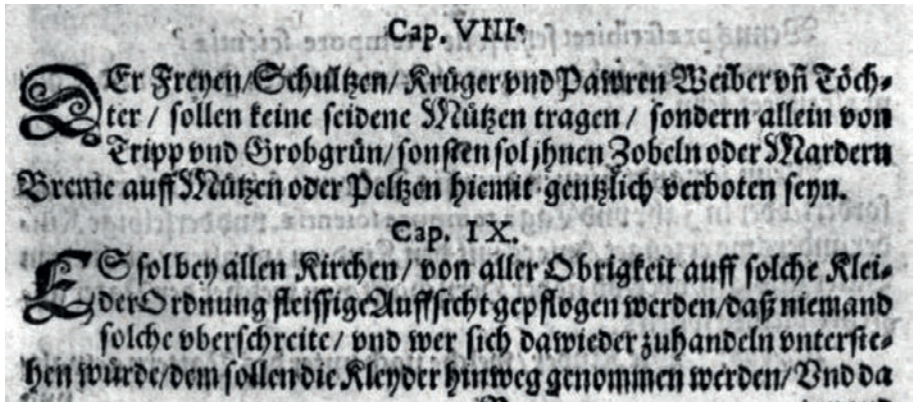 Cap. VIII.
DEr Freyen/Schultzen/Krüger vnd Pawren Weiber vñ Töch-
ter / sollen keine seidene Mützen tragen / sondern allein von
Tripp vnd Grobgrün/sonsten sol jhnen Zobeln oder Mardern
Breme auff Mützen oder Peltzen hiemit gentzlich verboten seyn.
Cap. IX.
ES sol bey allen Kirchen / von aller Obrigkeit auff solche Klei-
derOrdnung fleissige Auffsicht gepflogen werden/daß niemand
solche vberschreite/ vnd wer sich dawieder zuhandeln vnterste-
hen würde/dem sollen die Kleyder hinweg genommen werden/ Vnd da